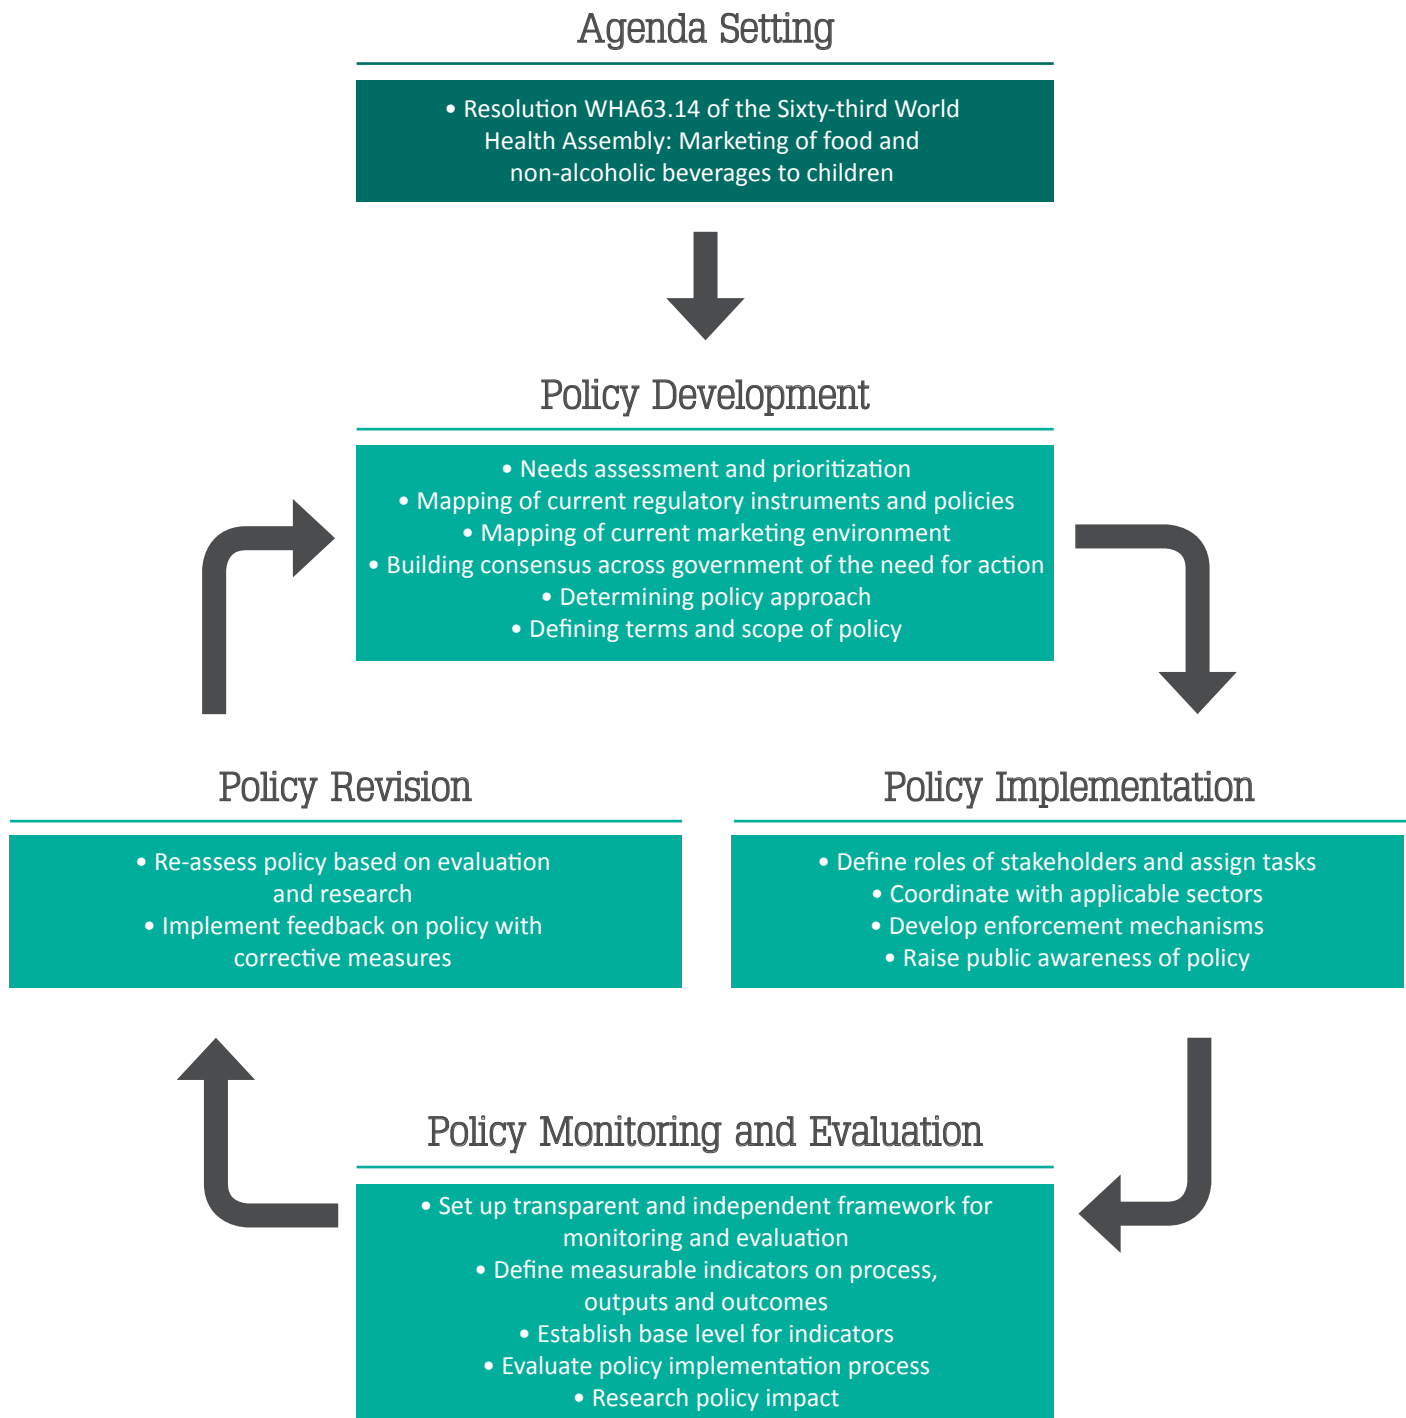 Agenda Setting
• Resolution WHA63.14 of the Sixty-third World
Health Assembly: Marketing of food and
non-alcoholic beverages to children
Policy Development
• Needs assessment and prioritization
• Mapping of current regulatory instruments and policies
• Mapping of current marketing environment
• Building consensus across government of the need for action
• Determining policy approach
• Defining terms and scope of policy
Policy Revision
• Re-assess policy based on evaluation
and research
• Implement feedback on policy with
corrective measures
Policy Implementation
• Define roles of stakeholders and assign tasks
• Coordinate with applicable sectors
• Develop enforcement mechanisms
• Raise public awareness of policy
Policy Monitoring and Evaluation
• Set up transparent and independent framework for
monitoring and evaluation
• Define measurable indicators on process,
outputs and outcomes
• Establish base level for indicators
• Evaluate policy implementation process
• Research policy impact